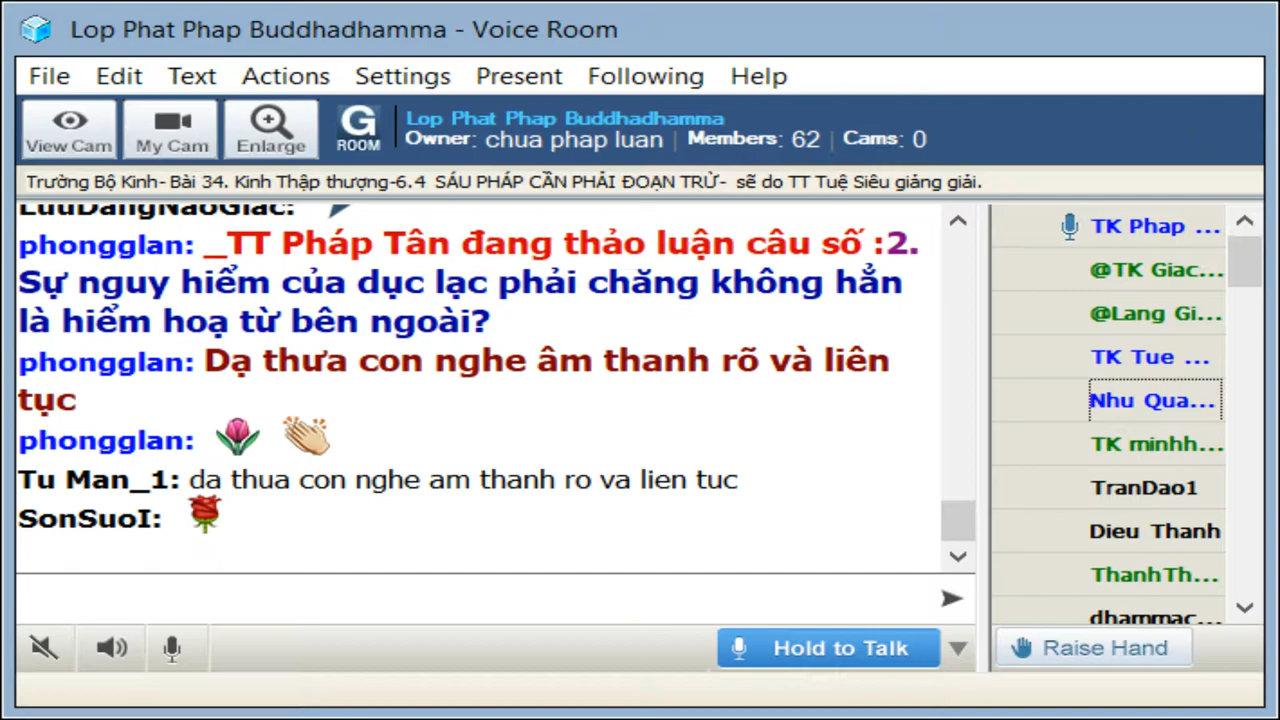 Lop Phat Phap Buddhadhamma - Voice Room
File Edit Text Actions Settings Present Following Help
View Cam My Cam Enlarge G ROOM
Lop Phat Phap Buddhadhamma
Owner: chua phap luan | Members: 62 | Cams: 0
Trường Bộ Kinh- Bài 34. Kinh Thập thượng-6.4 SÁU PHÁP CẦN PHẢI ĐOẠN TRỪ- sẽ do TT Tuệ Siêu giảng giải.
LuuDangNaoGiac:
phongglan: _TT Pháp Tân đang thảo luận câu số :2.
Sự nguy hiểm của dục lạc phải chăng không hẳn
là hiểm hoạ từ bên ngoài?
phongglan: Dạ thưa con nghe âm thanh rõ và liên
tục
phongglan:
Tu Man_1: da thua con nghe am thanh ro va lien tuc
SonSuoI:
TK Phap ...
@TK Giac...
@Lang Gi...
TK Tue ...
Nhu Qua...
TK minhh...
TranDao1
Dieu Thanh
ThanhTh...
dhammac...
Hold to Talk
Raise Hand